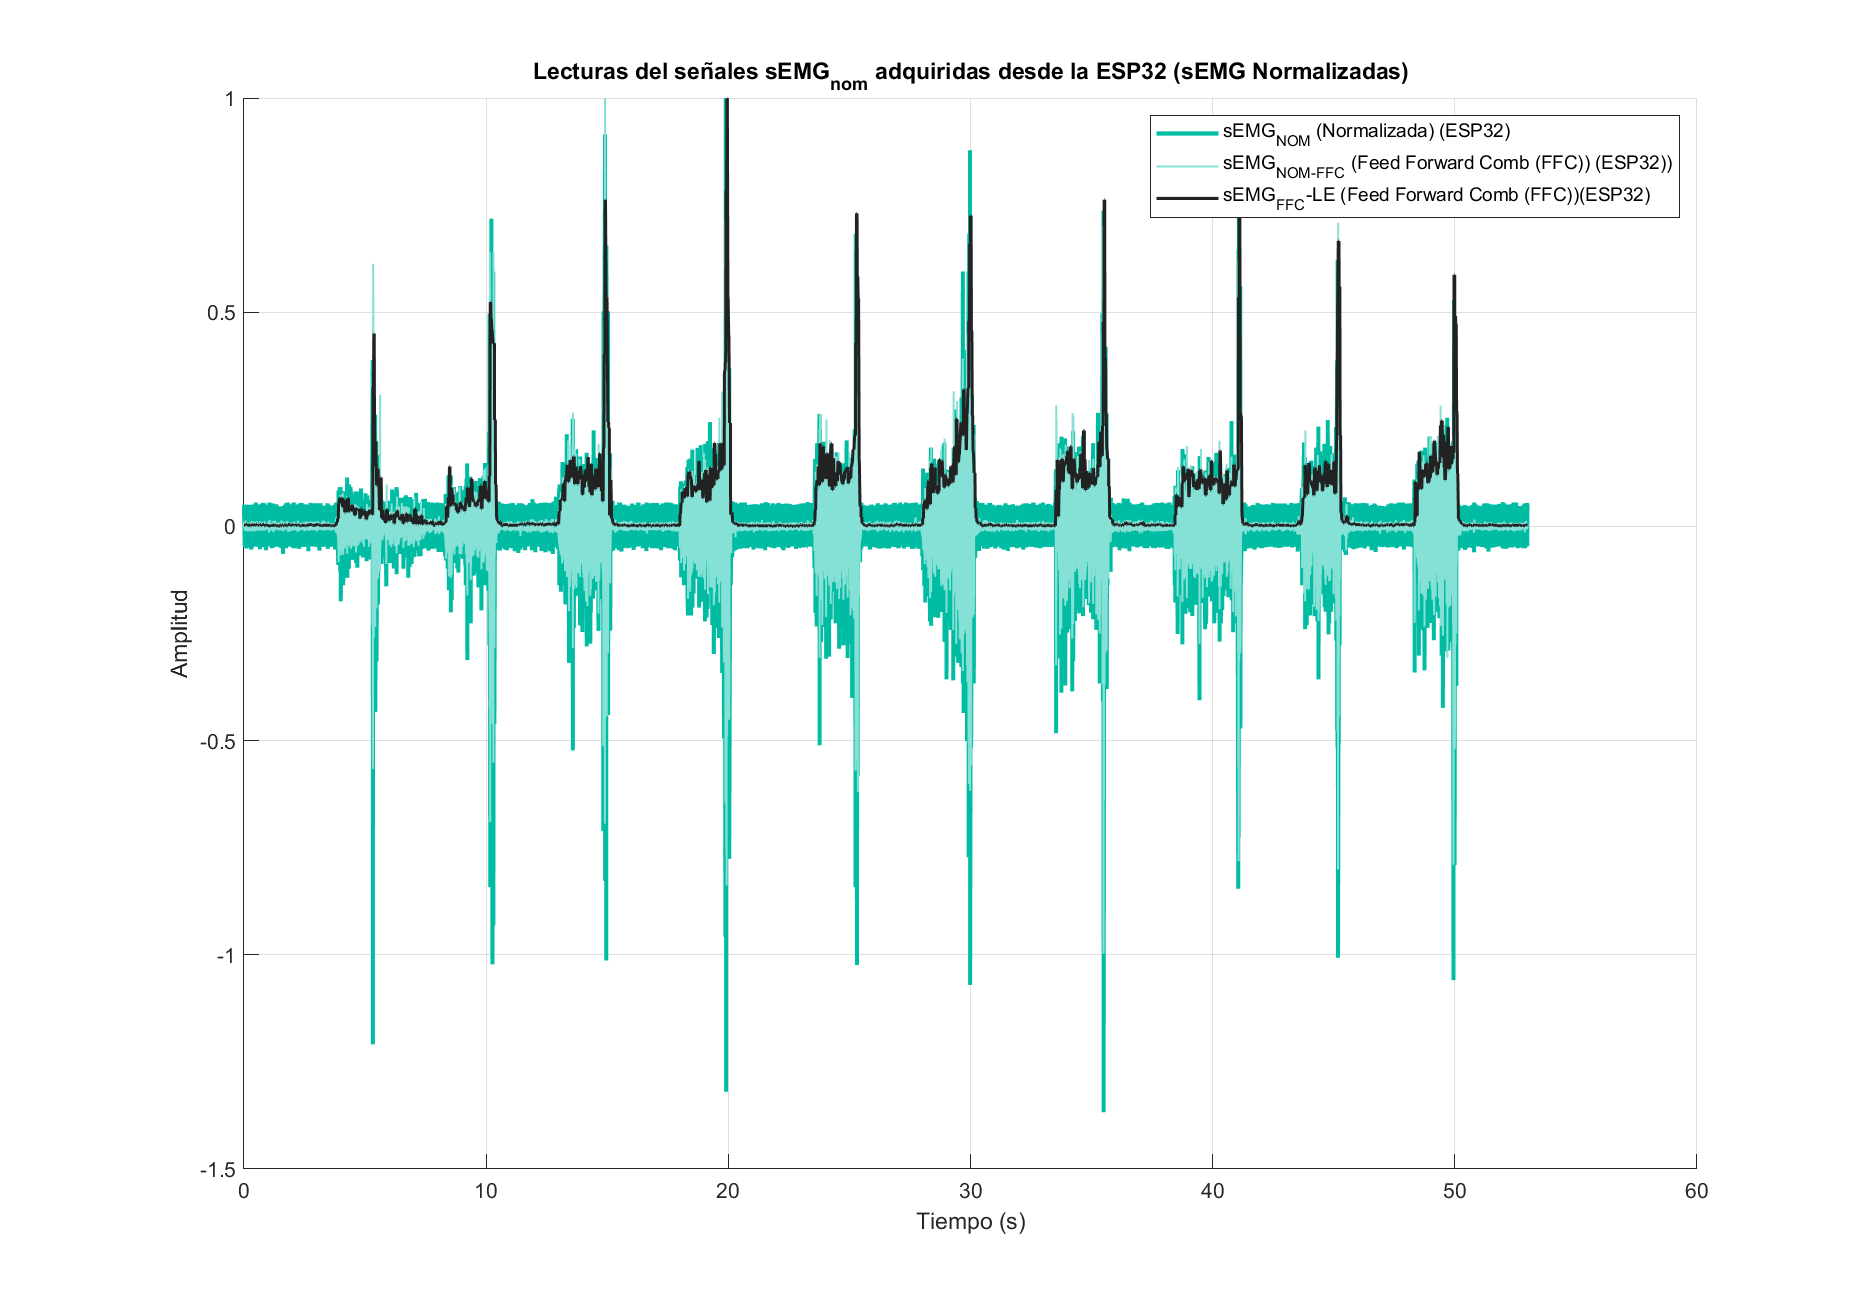 Lecturas del señales sEMGnom adquiridas desde la ESP32 (sEMG Normalizadas)
sEMGNOM (Normalizada) (ESP32)
sEMGNOM-FFC (Feed Forward Comb (FFC)) (ESP32))
sEMGFFC-LE (Feed Forward Comb (FFC))(ESP32)
1
0.5
0
-0.5
-1
-1.5
Amplitud
0 10 20 30 40 50 60
Tiempo (s)